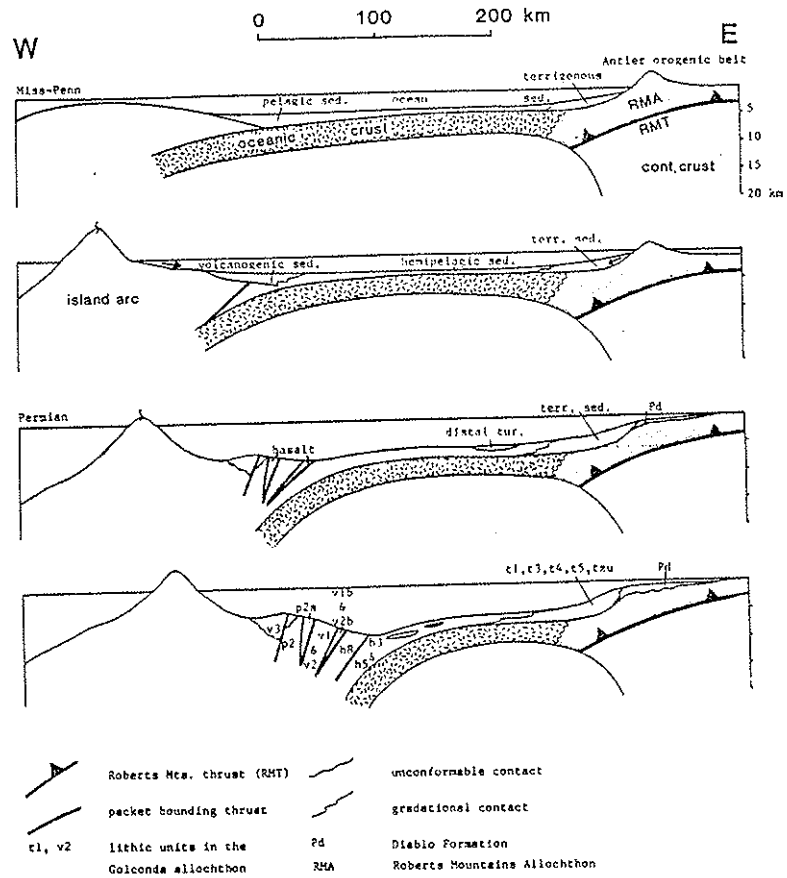 0 100 200 km
W E
Antler orogenic belt
Miss-Penn
terrigenous
pelagic sed. ocean sed.
RMA
RMT
oceanic crust
cont. crust
5
10
15
20 km
terr. sed.
volcanogenic sed. hemipelagic sed.
island arc
Permian
terr. sed. Pd
basalt
distal tur.
t1,t3,t4,t5,tzu Pd
v1b
&
v2b
p2m
v3
p2
v1
&
v2
h8
h3
h5
Roberts Mts. thrust (RMT) unconformable contact
packet bounding thrust gradational contact
t1, v2 lithic units in the Golconda allochthon
Pd Diablo Formation
RMA Roberts Mountains Allochthon